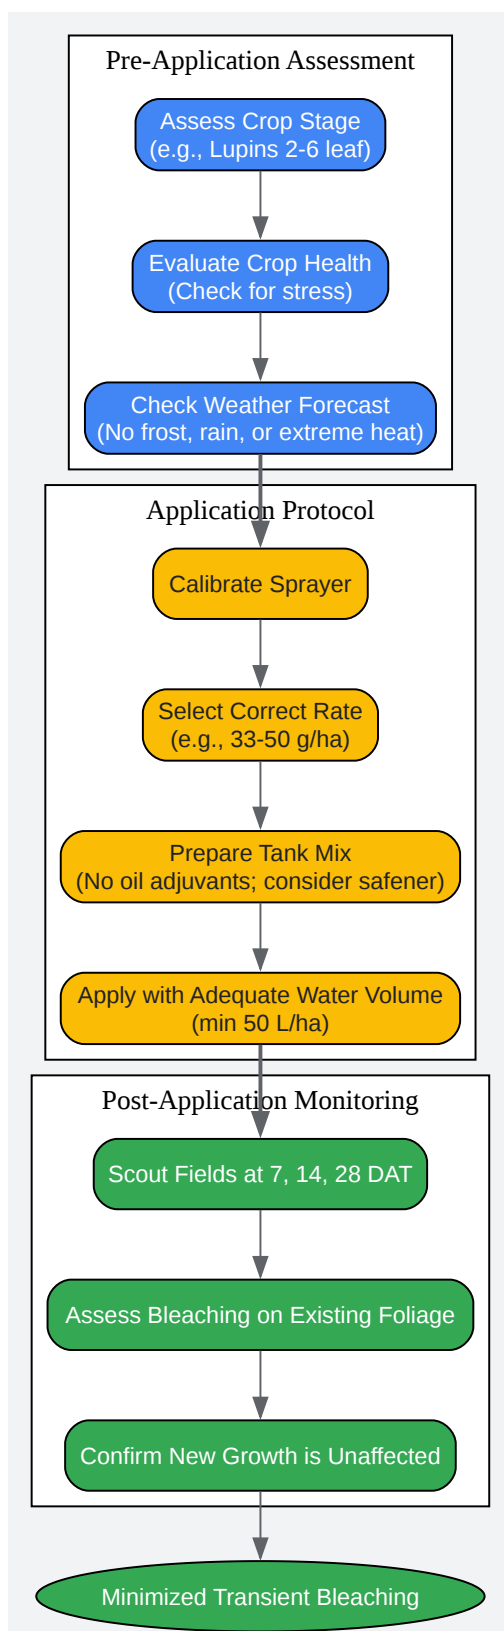 Pre-Application Assessment
Assess Crop Stage
(e.g., Lupins 2-6 leaf)
Evaluate Crop Health
(Check for stress)
Check Weather Forecast
(No frost, rain, or extreme heat)
Application Protocol
Calibrate Sprayer
Select Correct Rate
(e.g., 33-50 g/ha)
Prepare Tank Mix
(No oil adjuvants; consider safener)
Apply with Adequate Water Volume
(min 50 L/ha)
Post-Application Monitoring
Scout Fields at 7, 14, 28 DAT
Assess Bleaching on Existing Foliage
Confirm New Growth is Unaffected
Minimized Transient Bleaching